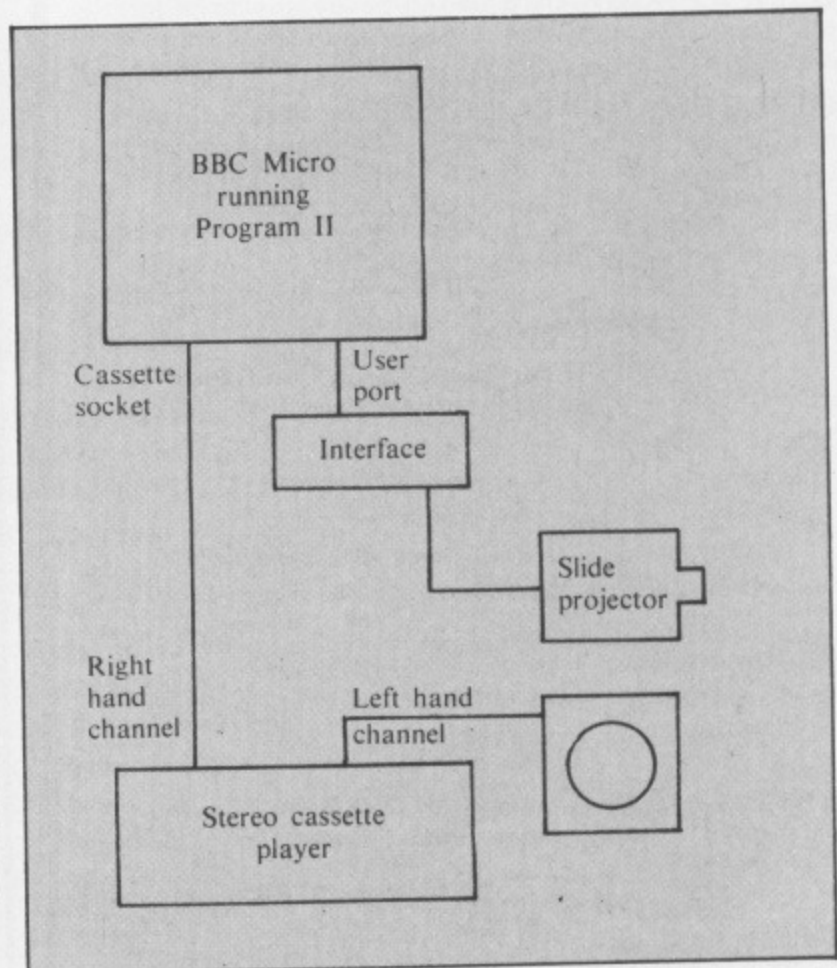 BBC Micro
running
Program II
Cassette
socket
User
port
Interface
Slide
projector
Right
hand
channel
Left hand
channel
Stereo cassette
player